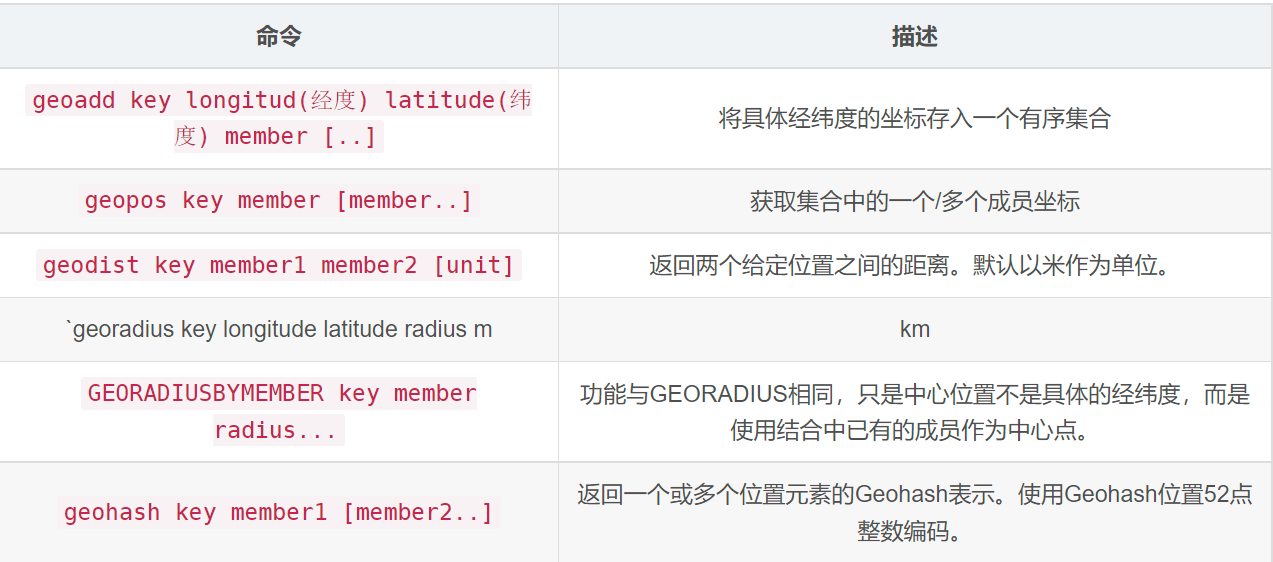 命令
描述
geoadd key longitud(经度) latitude(纬
度) member [..]
将具体经纬度的坐标存入一个有序集合
geopos key member [member..]
获取集合中的一个/多个成员坐标
geodist key member1 member2 [unit]
返回两个给定位置之间的距离。默认以米作为单位。
`georadius key longitude latitude radius m
km
GEORADIUSBYMEMBER key member
radius...
功能与GEORADIUS相同，只是中心位置不是具体的经纬度，而是
使用结合中已有的成员作为中心点。
geohash key member1 [member2..]
返回一个或多个位置元素的Geohash表示。使用Geohash位置52点
整数编码。